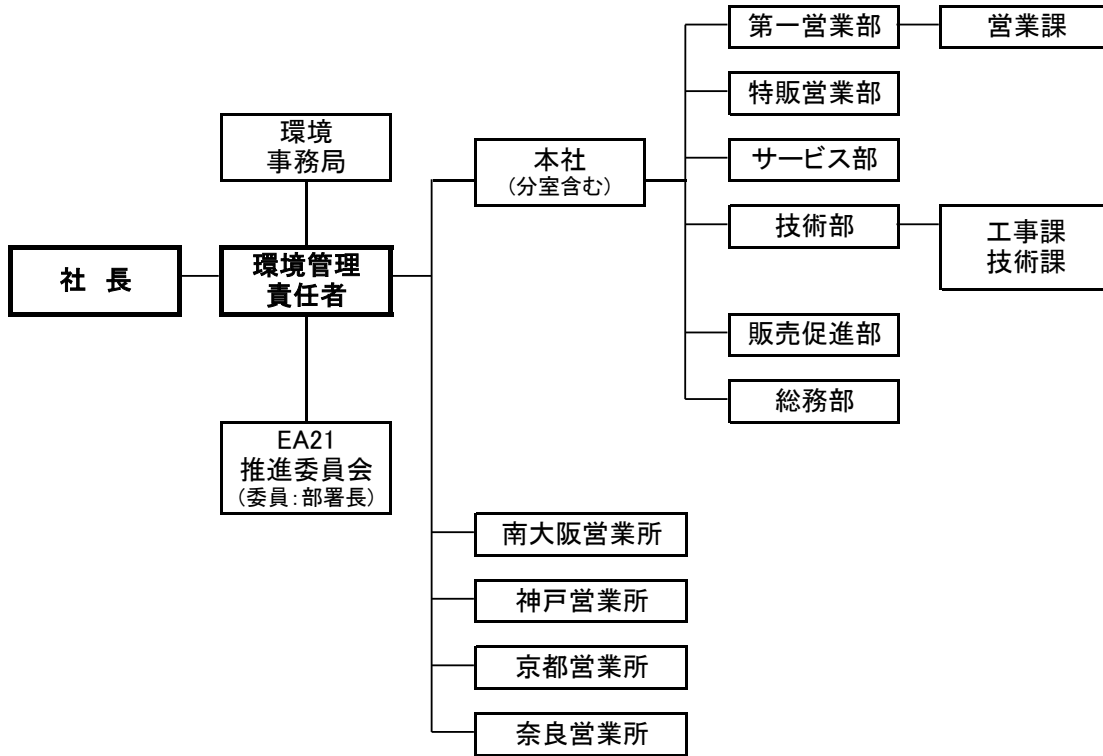 社 長
環境
事務局
環境管理
責任者
EA21
推進委員会
(委員:部署長)
本社
(分室含む)
第一営業部
営業課
特販営業部
サービス部
技術部
工事課
技術課
販売促進部
総務部
南大阪営業所
神戸営業所
京都営業所
奈良営業所